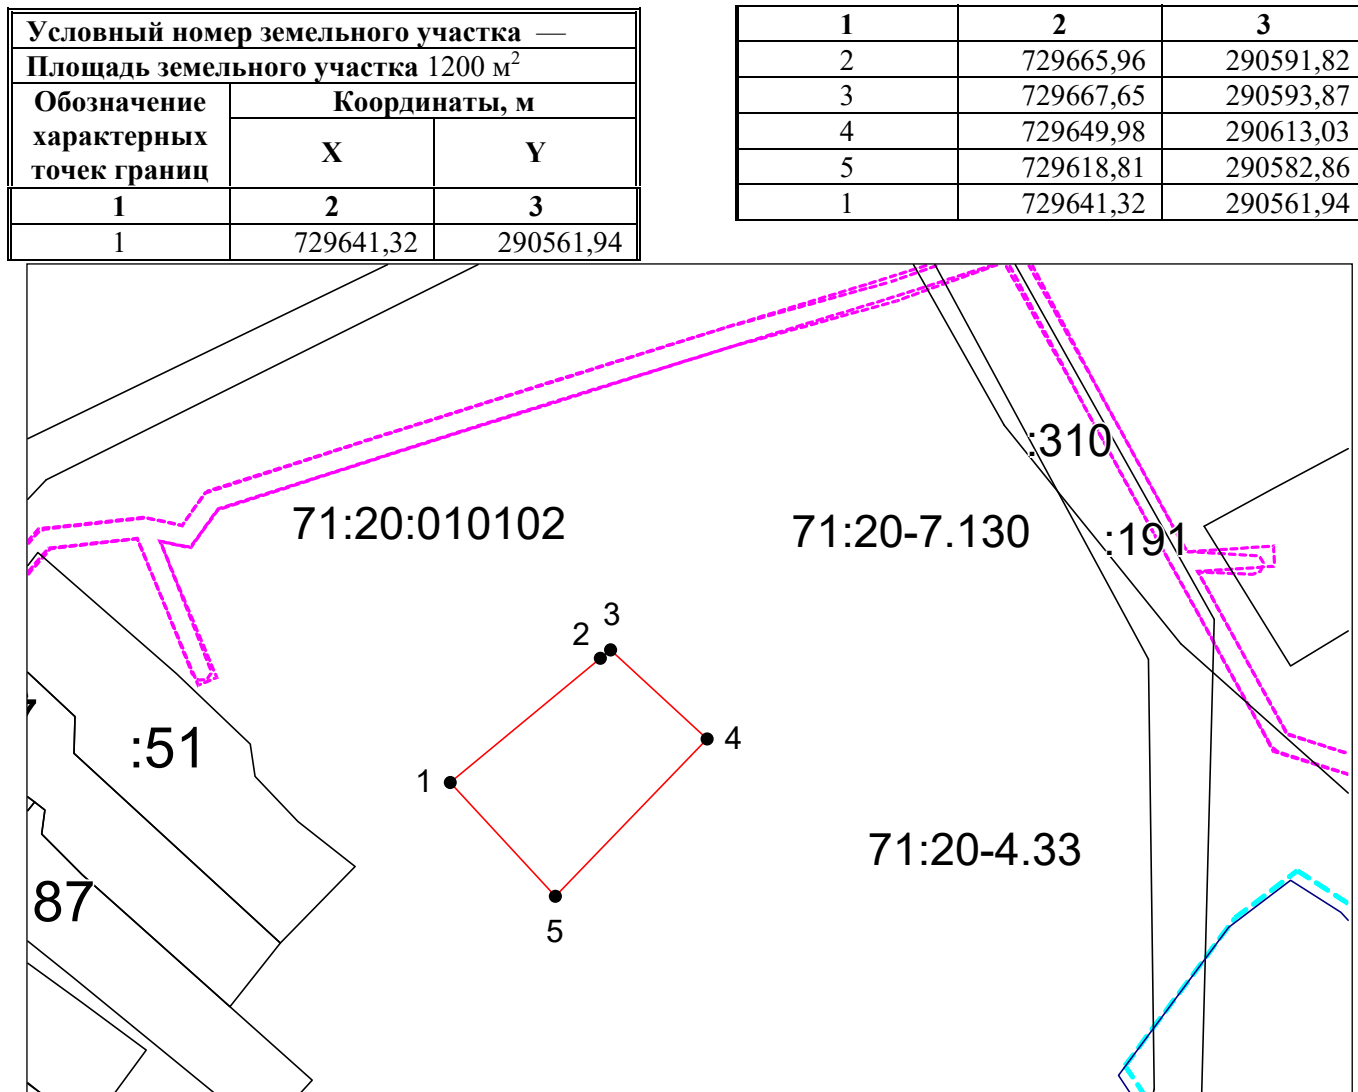 Условный номер земельного участка —
Площадь земельного участка 1200 м²
Обозначение характерных точек границ
Координаты, м
X Y
1 2 3
1 729641,32 290561,94
1 2 3
2 729665,96 290591,82
3 729667,65 290593,87
4 729649,98 290613,03
5 729618,81 290582,86
1 729641,32 290561,94
:310
71:20:010102
71:20-7.130
:191
3
2
4
:51
1
71:20-4.33
87
5